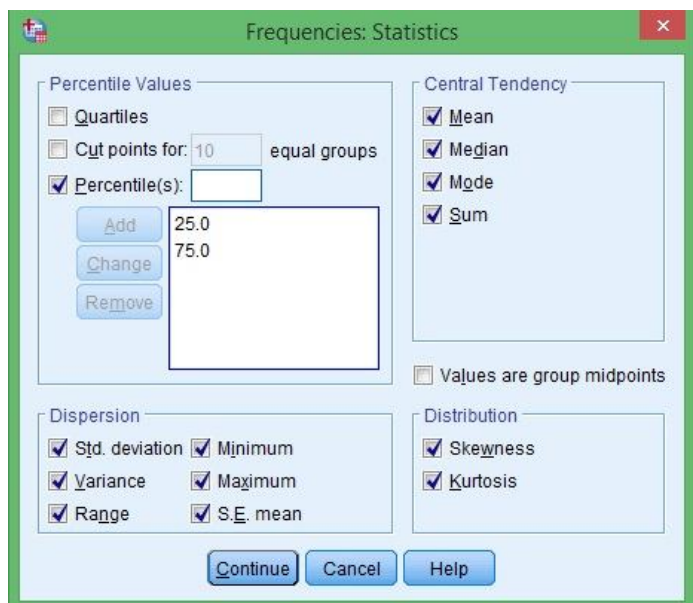 Frequencies: Statistics
Percentile Values
Quartiles
Cut points for: 10 equal groups
Percentile(s):
Add
Change
Remove
25.0
75.0
Central Tendency
Mean
Median
Mode
Sum
Values are group midpoints
Dispersion
Std. deviation Minimum
Variance Maximum
Range S.E. mean
Distribution
Skewness
Kurtosis
Continue Cancel Help